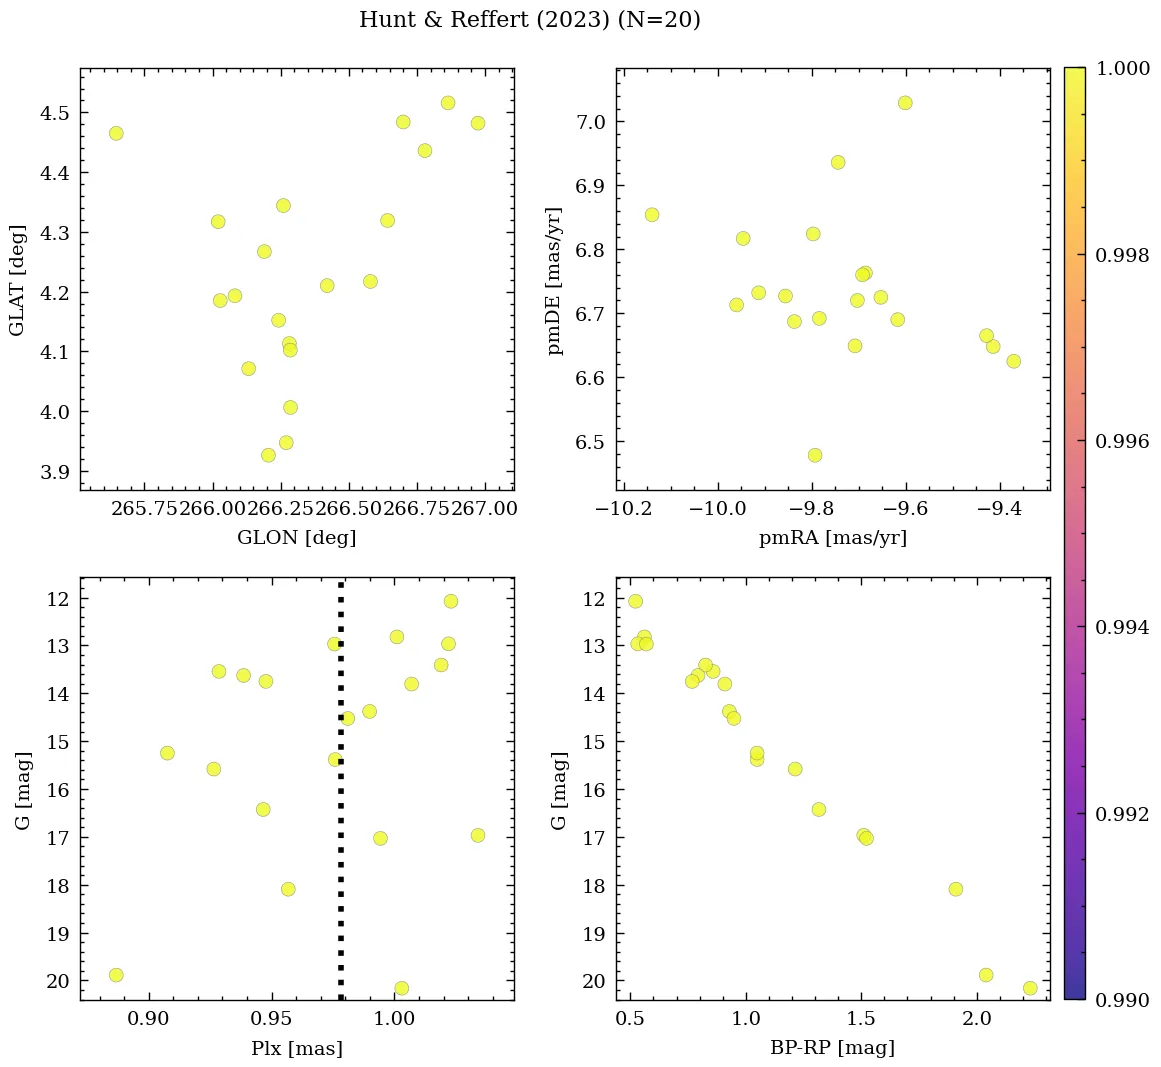 Hunt & Reffert (2023) (N=20)
4.5
4.4
4.3
4.2
4.1
4.0
3.9
GLAT [deg]
265.75 266.00 266.25 266.50 266.75 267.00
GLON [deg]
7.0
6.9
6.8
6.7
6.6
6.5
pmDE [mas/yr]
−10.2 −10.0 −9.8 −9.6 −9.4
pmRA [mas/yr]
12
13
14
15
16
17
18
19
20
G [mag]
0.90 0.95 1.00
Plx [mas]
12
13
14
15
16
17
18
19
20
G [mag]
0.5 1.0 1.5 2.0
BP-RP [mag]
1.000
0.998
0.996
0.994
0.992
0.990